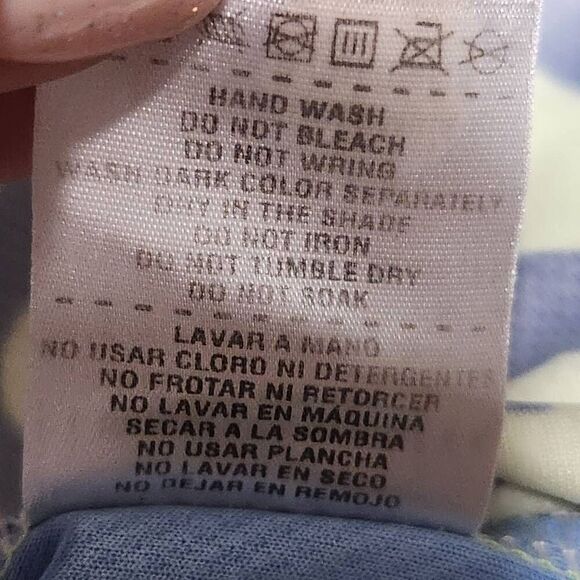 HAND WASH
DO NOT BLEACH
DO NOT WRING
WASH DARK COLOR SEPARATELY
DRY IN THE SHADE
DO NOT IRON
DO NOT TUMBLE DRY
DO NOT SOAK
LAVAR A MANO
NO USAR CLORO NI DETERGENTES
NO FROTAR NI RETORCER
NO LAVAR EN MÁQUINA
SECAR A LA SOMBRA
NO USAR PLANCHA
NO LAVAR EN SECO
NO DEJAR EN REMOJO